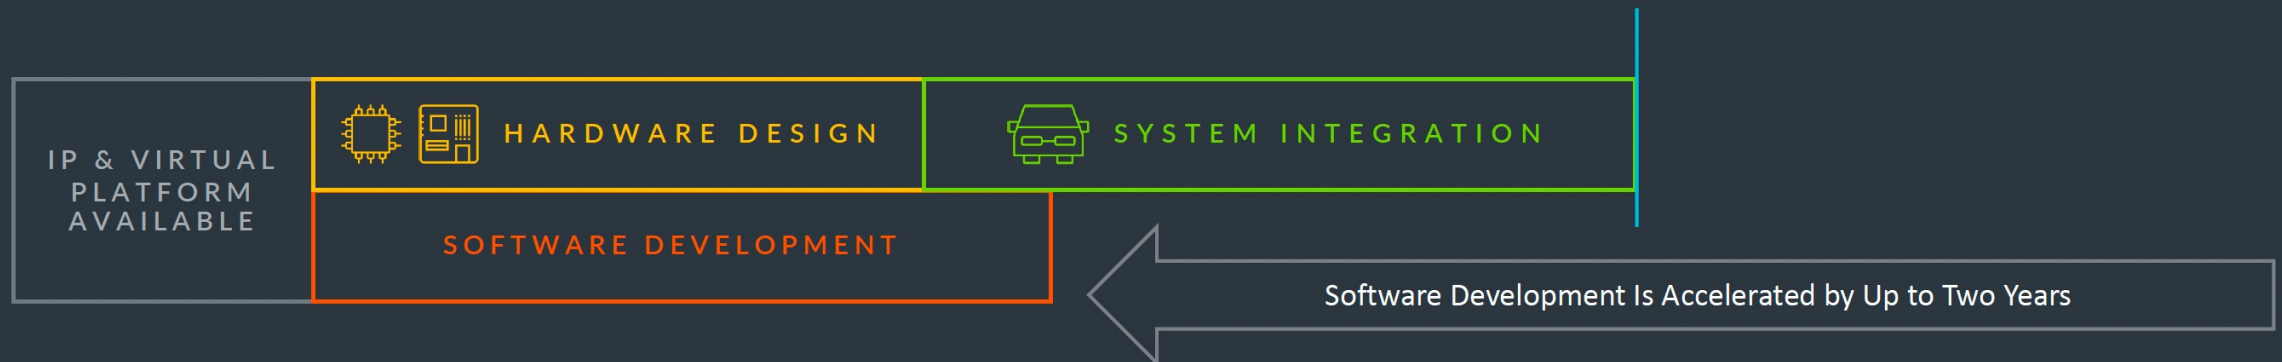 IP & VIRTUAL
PLATFORM
AVAILABLE
HARDWARE DESIGN
SYSTEM INTEGRATION
SOFTWARE DEVELOPMENT
Software Development Is Accelerated by Up to Two Years